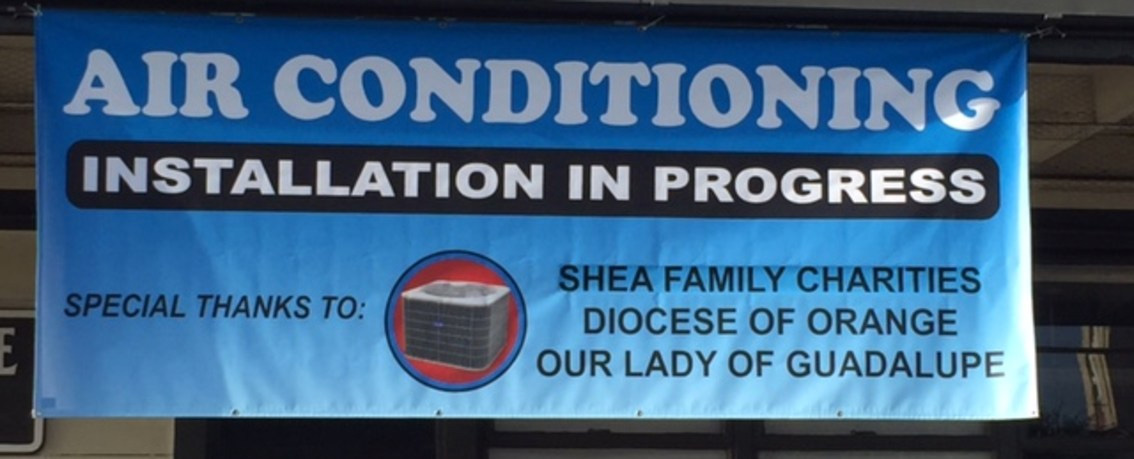 AIR CONDITIONING
INSTALLATION IN PROGRESS
SPECIAL THANKS TO:
SHEA FAMILY CHARITIES
DIOCESE OF ORANGE
OUR LADY OF GUADALUPE
E